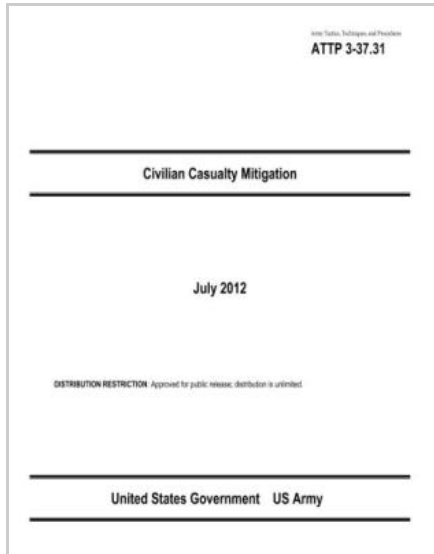 Army Tactics, Techniques, and Procedures
ATTP 3-37.31
Civilian Casualty Mitigation
July 2012
DISTRIBUTION RESTRICTION: Approved for public release; distribution is unlimited.
United States Government US Army